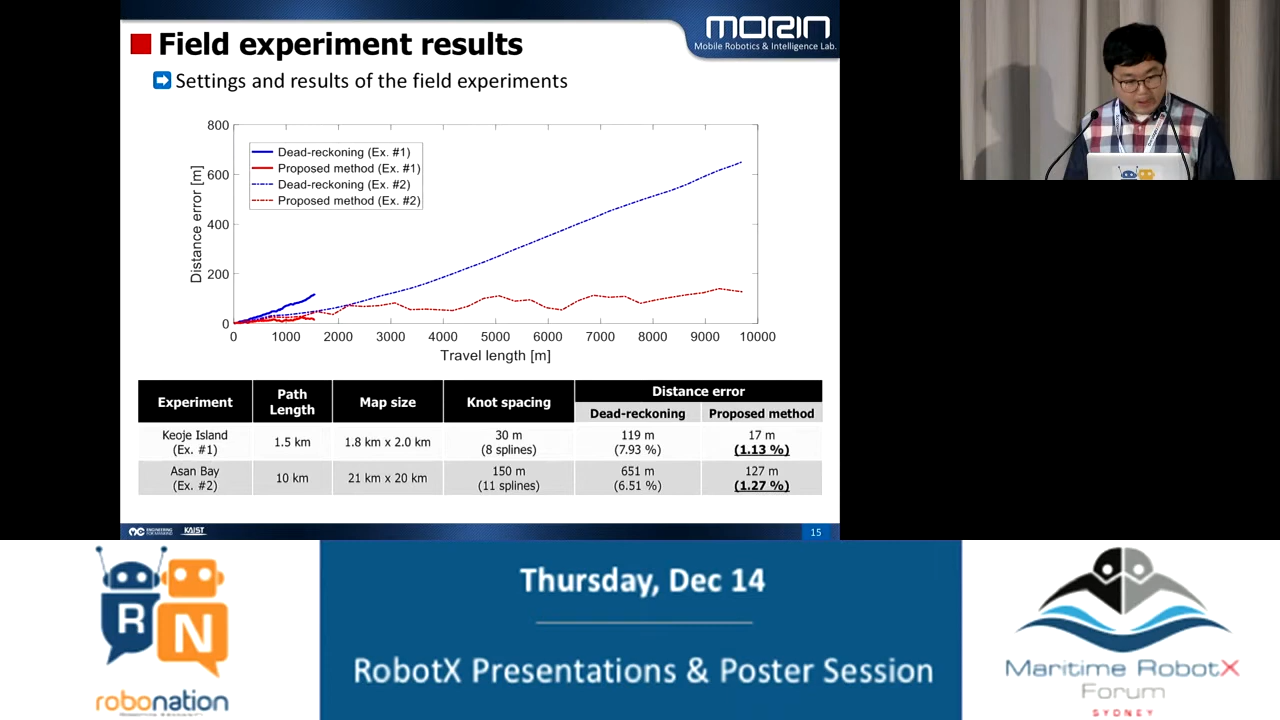 MORIN
Mobile Robotics & Intelligence Lab.
Field experiment results
Settings and results of the field experiments
800
600
400
200
0
Distance error [m]
Dead-reckoning (Ex. #1)
Proposed method (Ex. #1)
Dead-reckoning (Ex. #2)
Proposed method (Ex. #2)
0 1000 2000 3000 4000 5000 6000 7000 8000 9000 10000
Travel length [m]
Experiment Path Length Map size Knot spacing Distance error
Dead-reckoning Proposed method
Keoje Island (Ex. #1) 1.5 km 1.8 km x 2.0 km 30 m (8 splines) 119 m (7.93 %) 17 m (1.13 %)
Asan Bay (Ex. #2) 10 km 21 km x 20 km 150 m (11 splines) 651 m (6.51 %) 127 m (1.27 %)
KAIST
15
RN
robonation
Thursday, Dec 14
RobotX Presentations & Poster Session
Maritime RobotX
Forum
SYDNEY